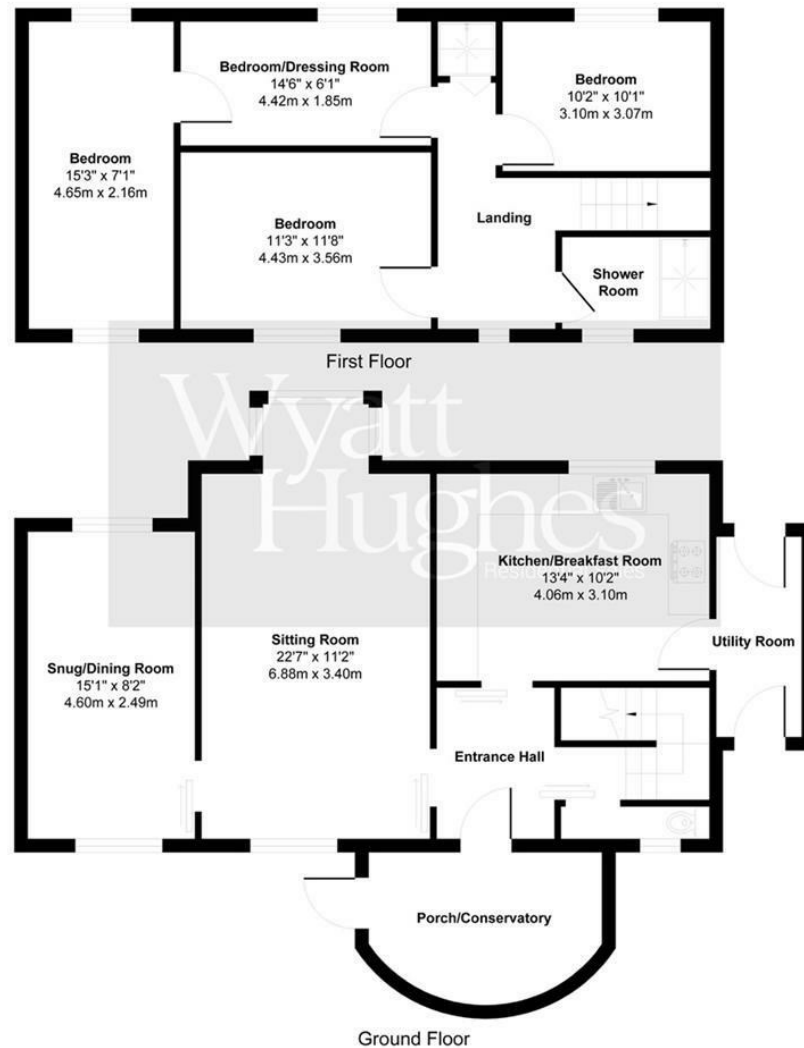 Bedroom/Dressing Room
14'6" x 6'1"
4.42m x 1.85m
Bedroom
10'2" x 10'1"
3.10m x 3.07m
Bedroom
15'3" x 7'1"
4.65m x 2.16m
Bedroom
11'3" x 11'8"
4.43m x 3.56m
Landing
Shower
Room
First Floor
Wyatt
Hughes
Kitchen/Breakfast Room
13'4" x 10'2"
4.06m x 3.10m
Sitting Room
22'7" x 11'2"
6.88m x 3.40m
Snug/Dining Room
15'1" x 8'2"
4.60m x 2.49m
Utility Room
Entrance Hall
Porch/Conservatory
Ground Floor